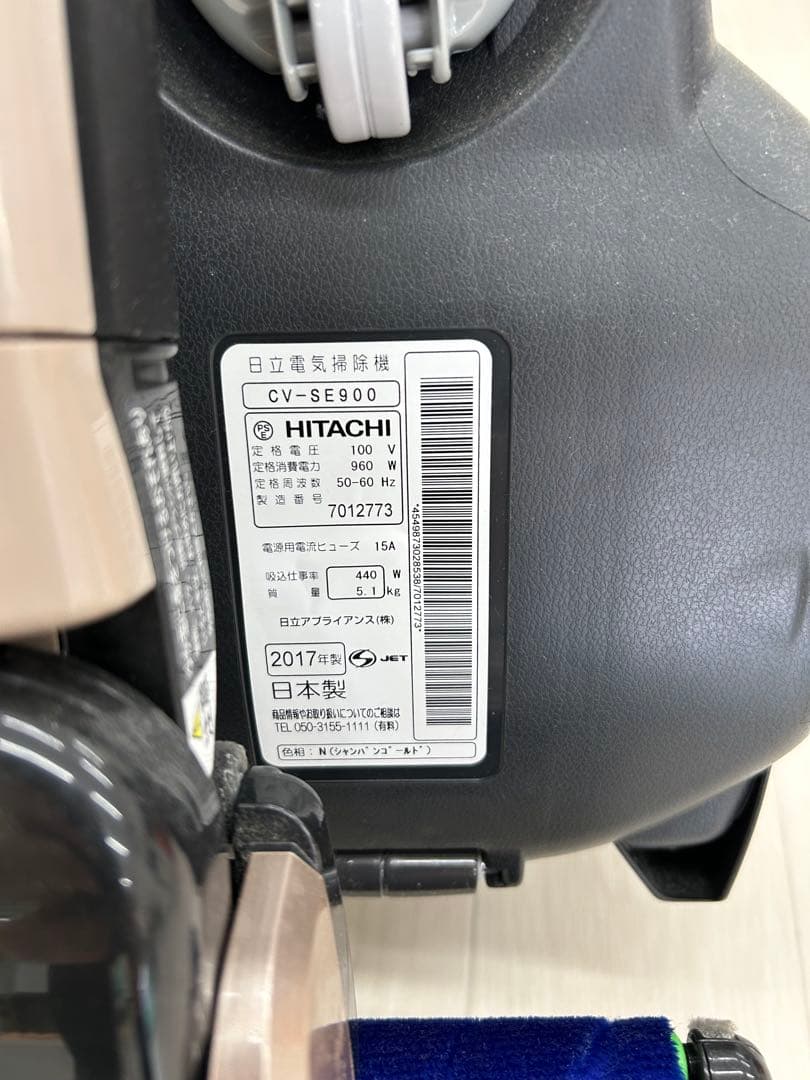 日立電気掃除機
CV-SE900
PS
E HITACHI
定格電圧 100 V
定格消費電力 960 W
定格周波数 50-60 Hz
製造番号 7012773
電源用電流ヒューズ 15A
吸込仕事率 440 W
質量 5.1 kg
日立アプライアンス(株)
2017年製 S JET
日本製
商品情報やお取り扱いについてのご相談は
TEL 050-3155-1111 (有料)
色相: N(シャンパンゴールド)
*4549873028538/7012773*